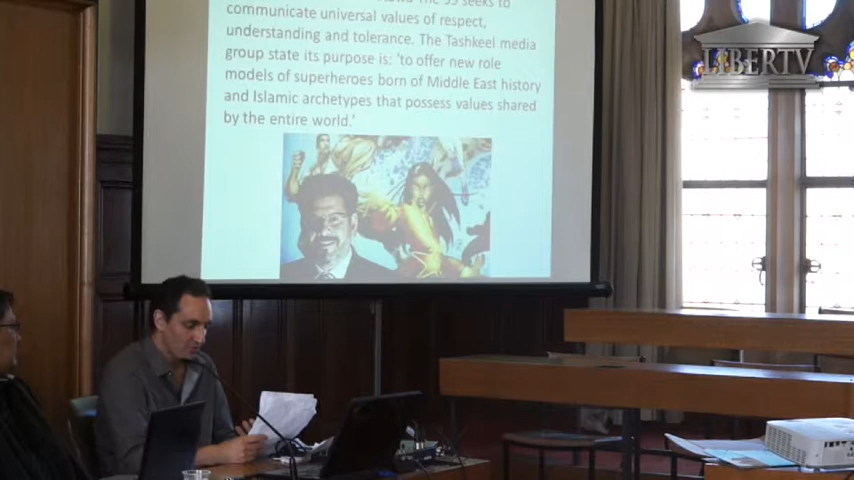 communicate universal values of respect,
understanding and tolerance. The Tashkeel media
group state its purpose is: 'to offer new role
models of superheroes born of Middle East history
and Islamic archetypes that possess values shared
by the entire world.'
LIBERTY